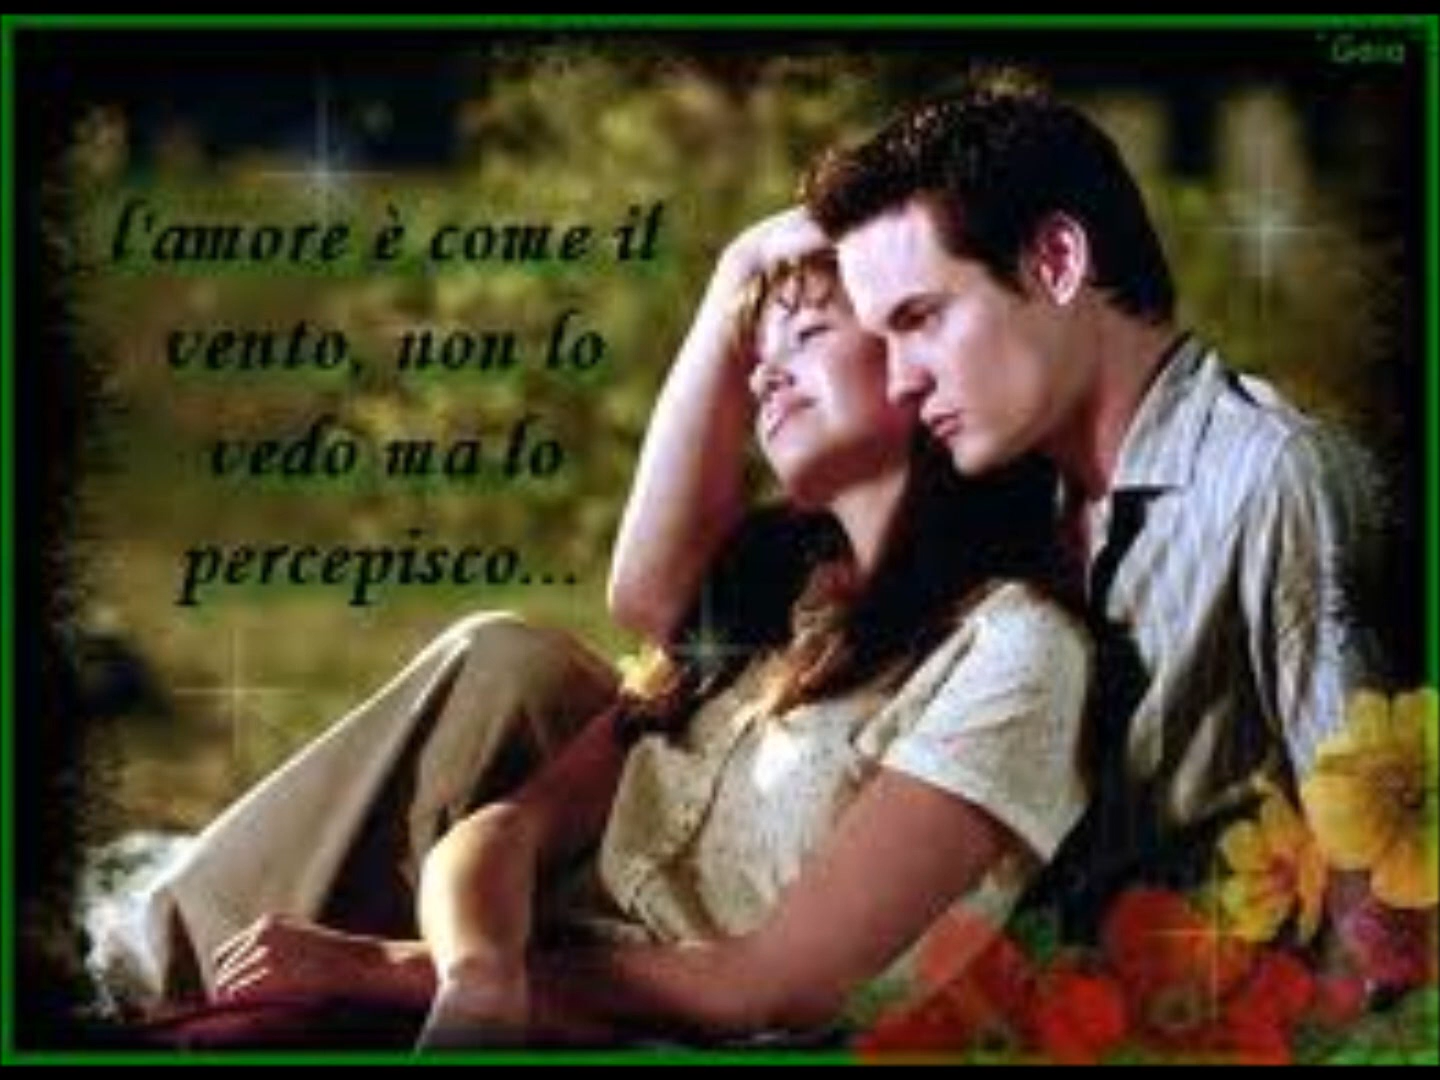 Gaia
l'amore è come il
vento, non lo
vedo ma lo
percepisco...